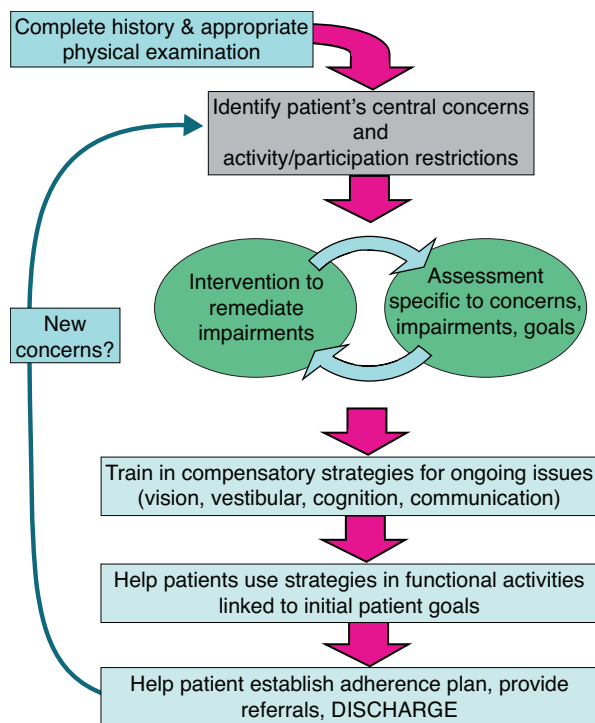 Complete history & appropriate
physical examination
Identify patient's central concerns
and
activity/participation restrictions
Intervention to
remediate
impairments
Assessment
specific to concerns,
impairments, goals
New
concerns?
Train in compensatory strategies for ongoing issues
(vision, vestibular, cognition, communication)
Help patients use strategies in functional activities
linked to initial patient goals
Help patient establish adherence plan, provide
referrals, DISCHARGE